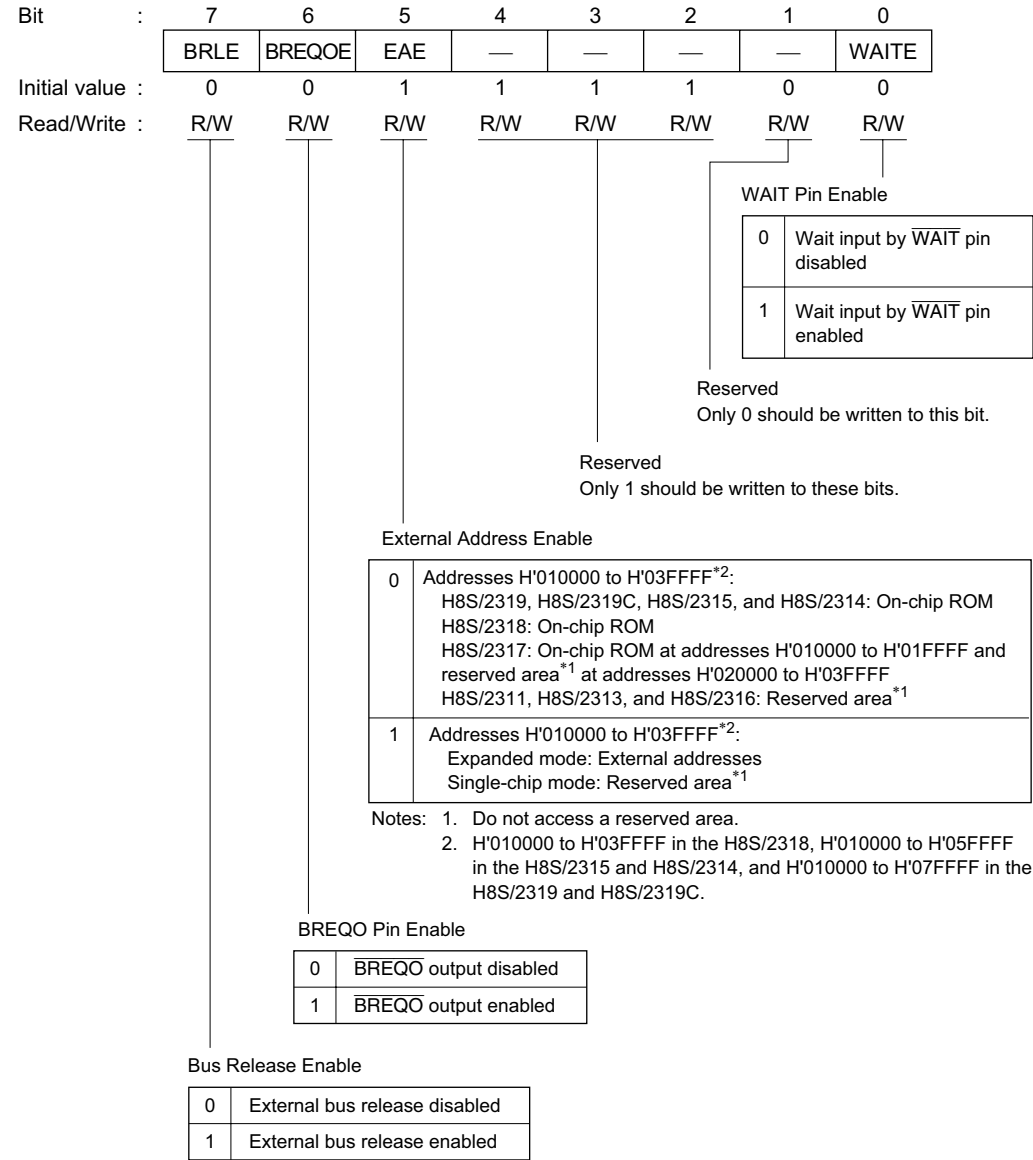 Bit : 7 6 5 4 3 2 1 0
BRLE BREQOE EAE — — — — WAITE
Initial value : 0 0 1 1 1 1 0 0
Read/Write : R/W R/W R/W R/W R/W R/W R/W R/W
WAIT Pin Enable
0 Wait input by WAIT pin
disabled
1 Wait input by WAIT pin
enabled
Reserved
Only 0 should be written to this bit.
Reserved
Only 1 should be written to these bits.
External Address Enable
0 Addresses H'010000 to H'03FFFF*2:
H8S/2319, H8S/2319C, H8S/2315, and H8S/2314: On-chip ROM
H8S/2318: On-chip ROM
H8S/2317: On-chip ROM at addresses H'010000 to H'01FFFF and
reserved area*1 at addresses H'020000 to H'03FFFF
H8S/2311, H8S/2313, and H8S/2316: Reserved area*1
1 Addresses H'010000 to H'03FFFF*2:
Expanded mode: External addresses
Single-chip mode: Reserved area*1
Notes: 1. Do not access a reserved area.
2. H'010000 to H'03FFFF in the H8S/2318, H'010000 to H'05FFFF
in the H8S/2315 and H8S/2314, and H'010000 to H'07FFFF in the
H8S/2319 and H8S/2319C.
BREQO Pin Enable
0 BREQO output disabled
1 BREQO output enabled
Bus Release Enable
0 External bus release disabled
1 External bus release enabled